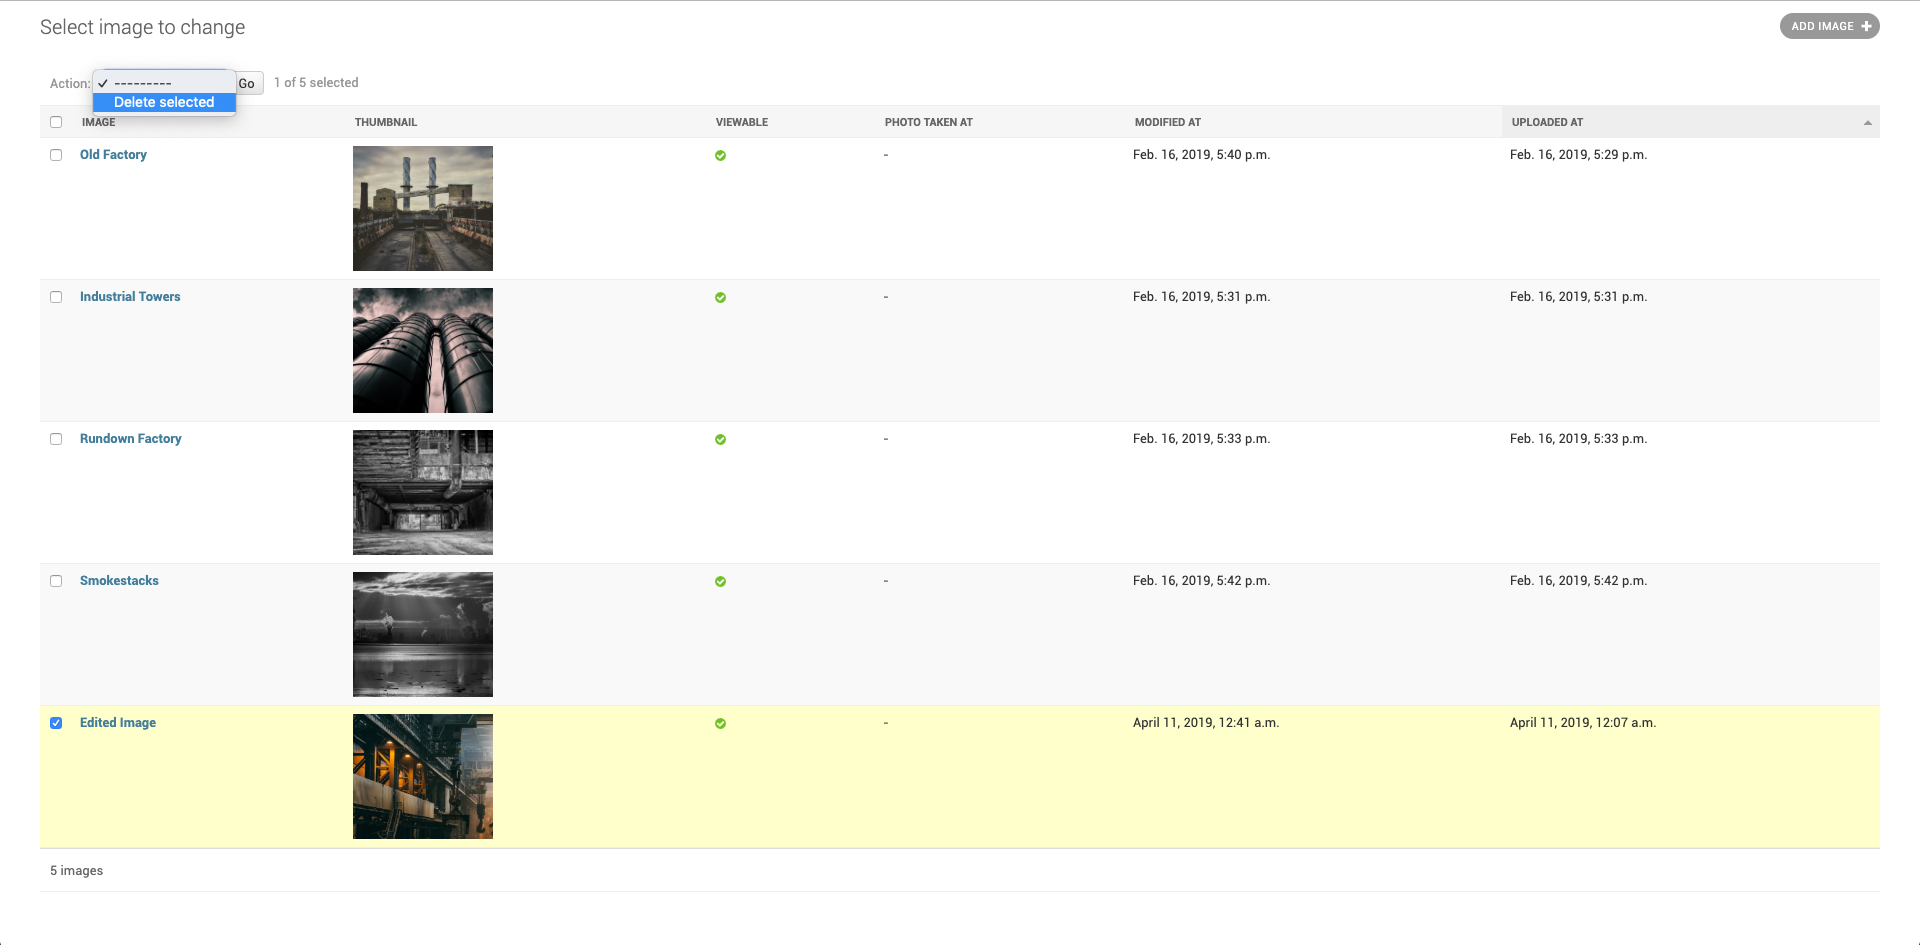 Select image to change
ADD IMAGE
Action: --------- Go 1 of 5 selected
Delete selected
IMAGE THUMBNAIL VIEWABLE PHOTO TAKEN AT MODIFIED AT UPLOADED AT
Old Factory - Feb. 16, 2019, 5:40 p.m. Feb. 16, 2019, 5:29 p.m.
Industrial Towers - Feb. 16, 2019, 5:31 p.m. Feb. 16, 2019, 5:31 p.m.
Rundown Factory - Feb. 16, 2019, 5:33 p.m. Feb. 16, 2019, 5:33 p.m.
Smokestacks - Feb. 16, 2019, 5:42 p.m. Feb. 16, 2019, 5:42 p.m.
Edited Image - April 11, 2019, 12:41 a.m. April 11, 2019, 12:07 a.m.
5 images